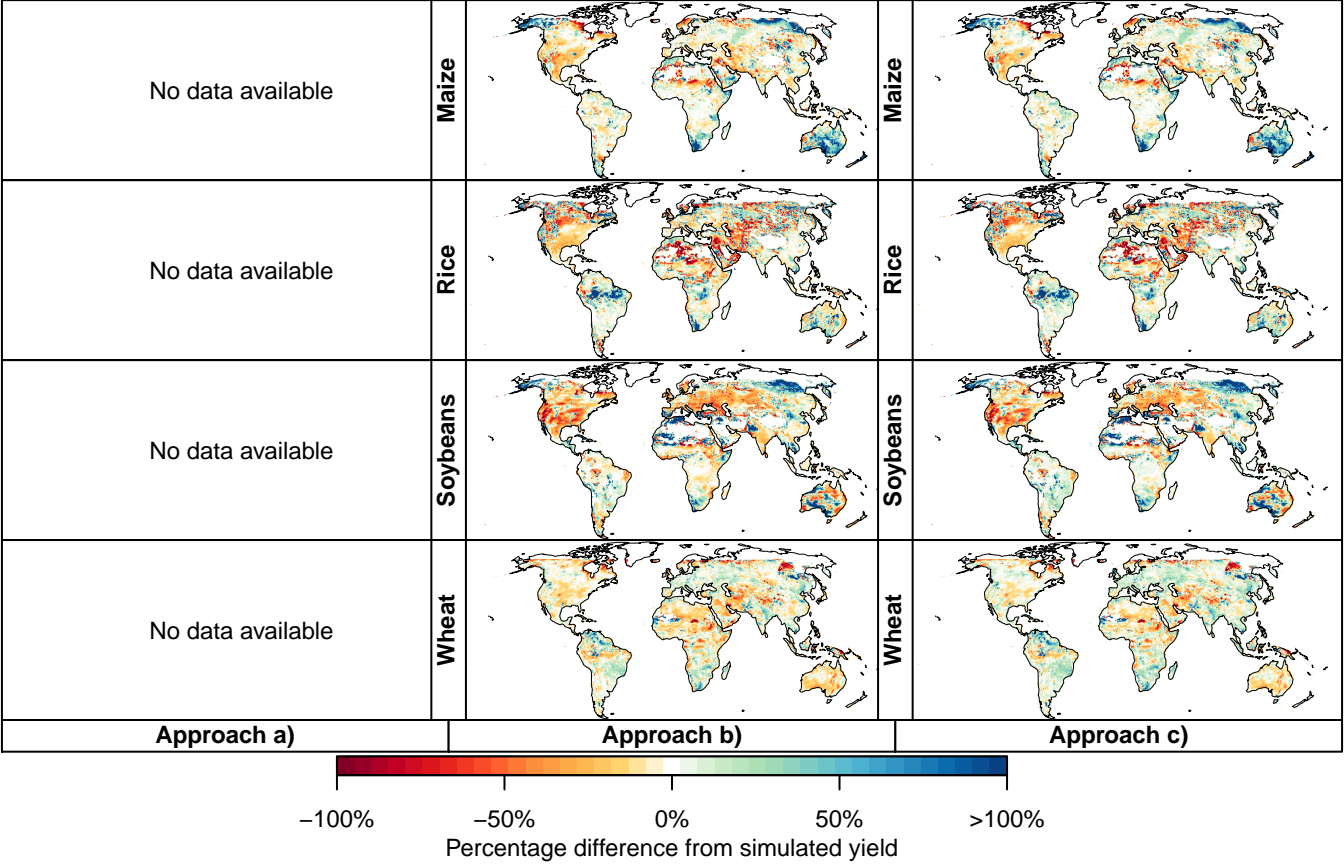 No data available
Maize
Maize
No data available
Rice
Rice
No data available
Soybeans
Soybeans
No data available
Wheat
Wheat
Approach a)
Approach b)
Approach c)
−100% −50% 0% 50% >100%
Percentage difference from simulated yield